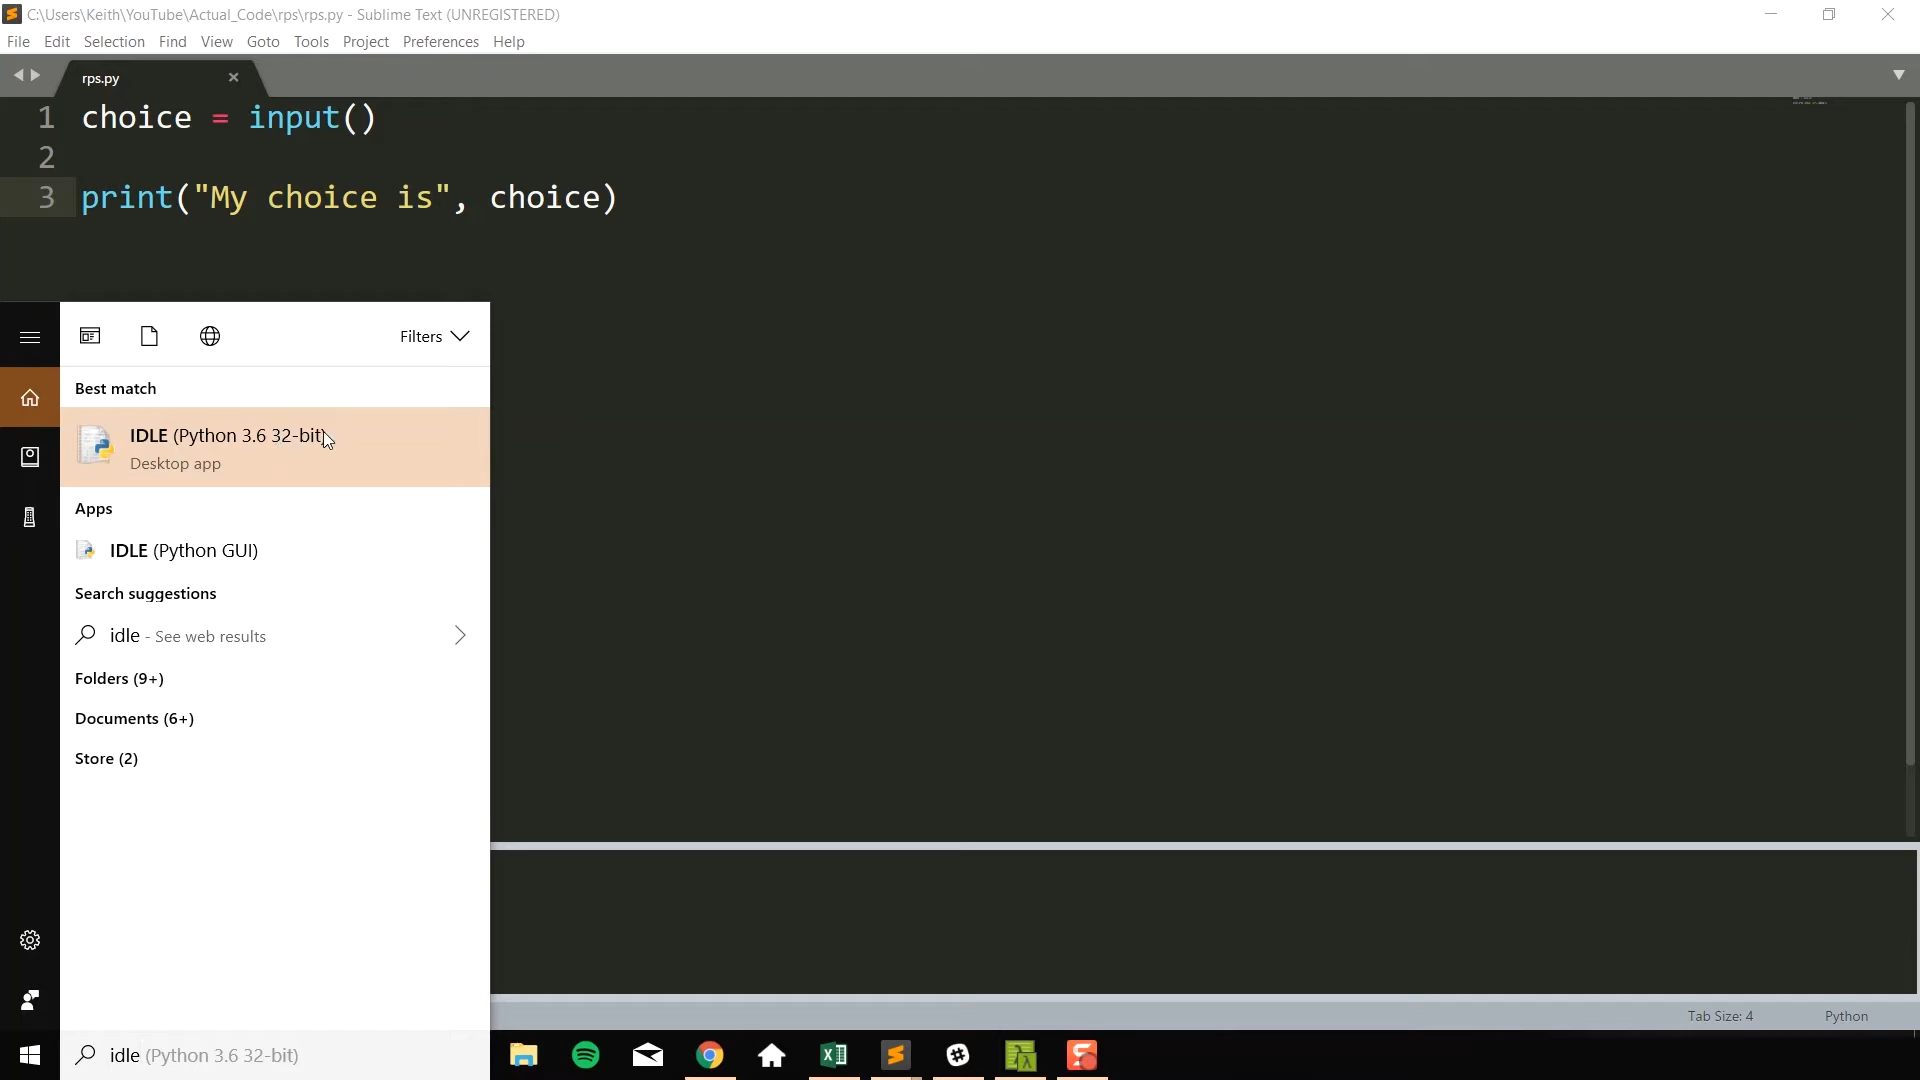 C:\Users\Keith\YouTube\Actual_Code\rps\rps.py - Sublime Text (UNREGISTERED)
File Edit Selection Find View Goto Tools Project Preferences Help
rps.py
1 choice = input()
2
3 print("My choice is", choice)
Filters
Best match
IDLE (Python 3.6 32-bit)
Desktop app
Apps
IDLE (Python GUI)
Search suggestions
idle - See web results
Folders (9+)
Documents (6+)
Store (2)
Tab Size: 4 Python
idle (Python 3.6 32-bit)